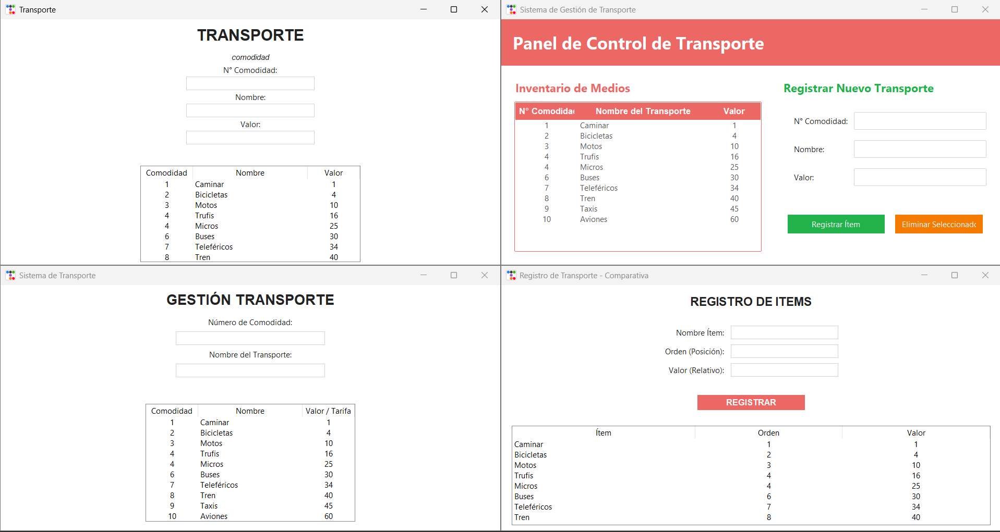 Transporte
TRANSPORTE
comodidad
N° Comodidad:
Nombre:
Valor:
Comodidad Nombre Valor
1 Caminar 1
2 Bicicletas 4
3 Motos 10
4 Trufis 16
4 Micros 25
6 Buses 30
7 Teleféricos 34
8 Tren 40
Sistema de Gestión de Transporte
Panel de Control de Transporte
Inventario de Medios
N° Comodidad Nombre del Transporte Valor
1 Caminar 1
2 Bicicletas 4
3 Motos 10
4 Trufis 16
4 Micros 25
6 Buses 30
7 Teleféricos 34
8 Tren 40
9 Taxis 45
10 Aviones 60
Registrar Nuevo Transporte
N° Comodidad:
Nombre:
Valor:
Registrar Ítem Eliminar Seleccionado
Sistema de Transporte
GESTIÓN TRANSPORTE
Número de Comodidad:
Nombre del Transporte:
Comodidad Nombre Valor / Tarifa
1 Caminar 1
2 Bicicletas 4
3 Motos 10
4 Trufis 16
4 Micros 25
6 Buses 30
7 Teleféricos 34
8 Tren 40
9 Taxis 45
10 Aviones 60
Registro de Transporte - Comparativa
REGISTRO DE ITEMS
Nombre Ítem:
Orden (Posición):
Valor (Relativo):
REGISTRAR
Ítem Orden Valor
Caminar 1 1
Bicicletas 2 4
Motos 3 10
Trufis 4 16
Micros 4 25
Buses 6 30
Teleféricos 7 34
Tren 8 40